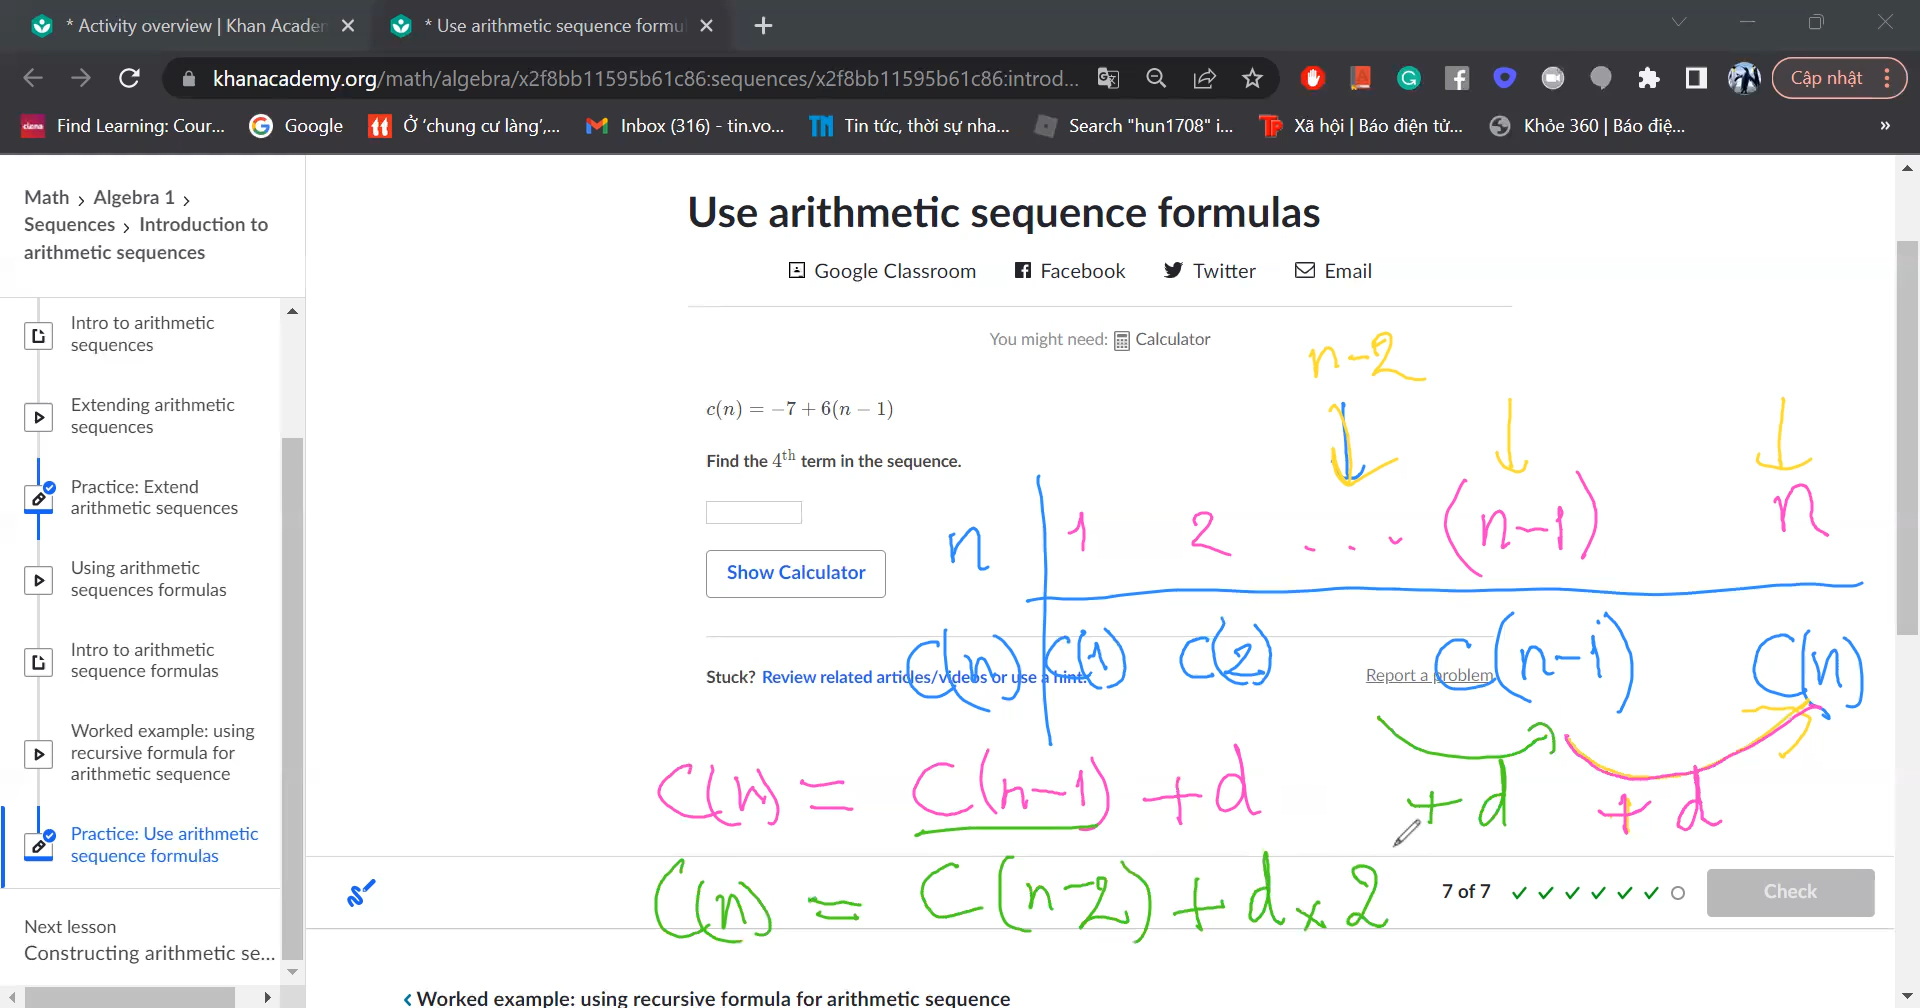 * Activity overview | Khan Acader
* Use arithmetic sequence formu
khanacademy.org/math/algebra/x2f8bb11595b61c86:sequences/x2f8bb11595b61c86:introd...
Cập nhật
ciena Find Learning: Cour...
Google
Ở 'chung cư làng',...
Inbox (316) - tin.vo...
TN Tin tức, thời sự nha...
Search "hun1708" i...
TP Xã hội | Báo điện tử...
Khỏe 360 | Báo điệ...
»
Math > Algebra 1 >
Sequences > Introduction to
arithmetic sequences
Intro to arithmetic
sequences
Extending arithmetic
sequences
Practice: Extend
arithmetic sequences
Using arithmetic
sequences formulas
Intro to arithmetic
sequence formulas
Worked example: using
recursive formula for
arithmetic sequence
Practice: Use arithmetic
sequence formulas
Next lesson
Constructing arithmetic se...
Use arithmetic sequence formulas
Google Classroom
Facebook
Twitter
Email
You might need: Calculator
n-2
c(n) = −7 + 6(n − 1)
Find the 4th term in the sequence.
n 1 2 ... (n-1) n
Show Calculator
C(n) C(1) C(2) C(n-1) C(n)
Stuck? Review related articles/videos or use a hint.
Report a problem
C(n) = C(n-1) + d
+ d
+ d
C(n) = C(n-2) + d x 2
7 of 7
Check
< Worked example: using recursive formula for arithmetic sequence